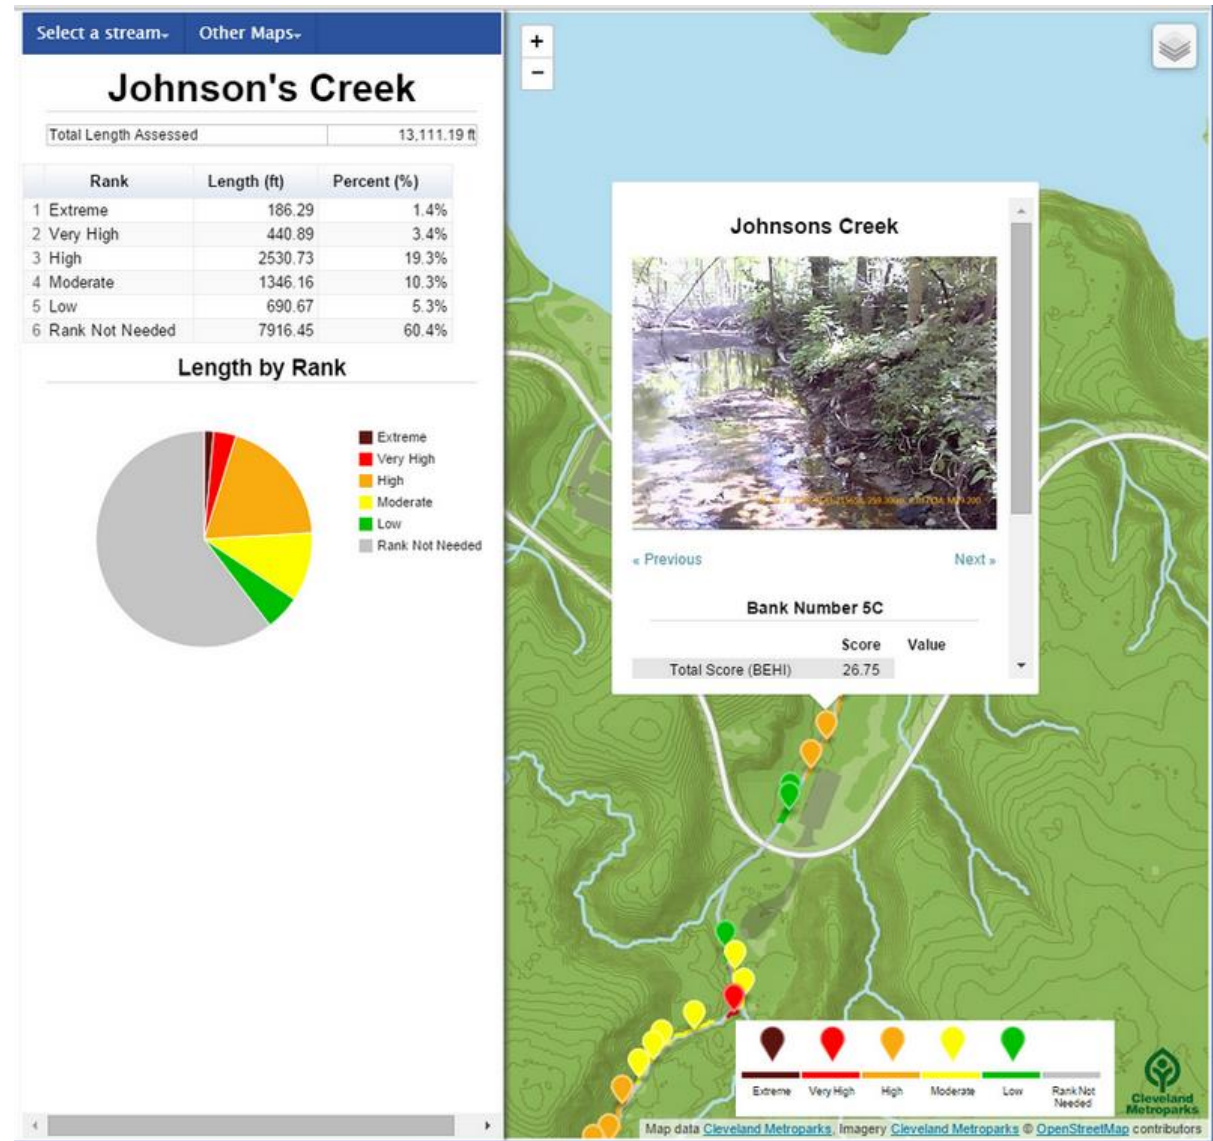 Select a stream Other Maps
Johnson's Creek
Total Length Assessed 13,111.19 ft
Rank Length (ft) Percent (%)
1 Extreme 186.29 1.4%
2 Very High 440.89 3.4%
3 High 2530.73 19.3%
4 Moderate 1346.16 10.3%
5 Low 690.67 5.3%
6 Rank Not Needed 7916.45 60.4%
Length by Rank
Extreme
Very High
High
Moderate
Low
Rank Not Needed
+
−
Johnsons Creek
« Previous Next »
Bank Number 5C
Score Value
Total Score (BEHI) 26.75
Extreme Very High High Moderate Low Rank Not
Needed
Cleveland
Metroparks
Map data Cleveland Metroparks, Imagery Cleveland Metroparks © OpenStreetMap contributors